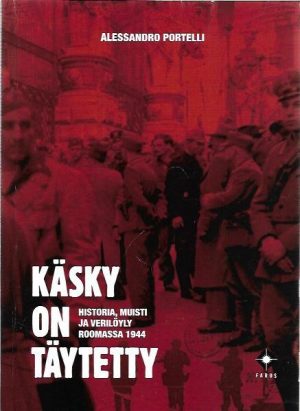 ALESSANDRO PORTELLI
KÄSKY
ON
TÄYTETTY
HISTORIA, MUISTI
JA VERILÖYLY
ROOMASSA 1944
FAROS